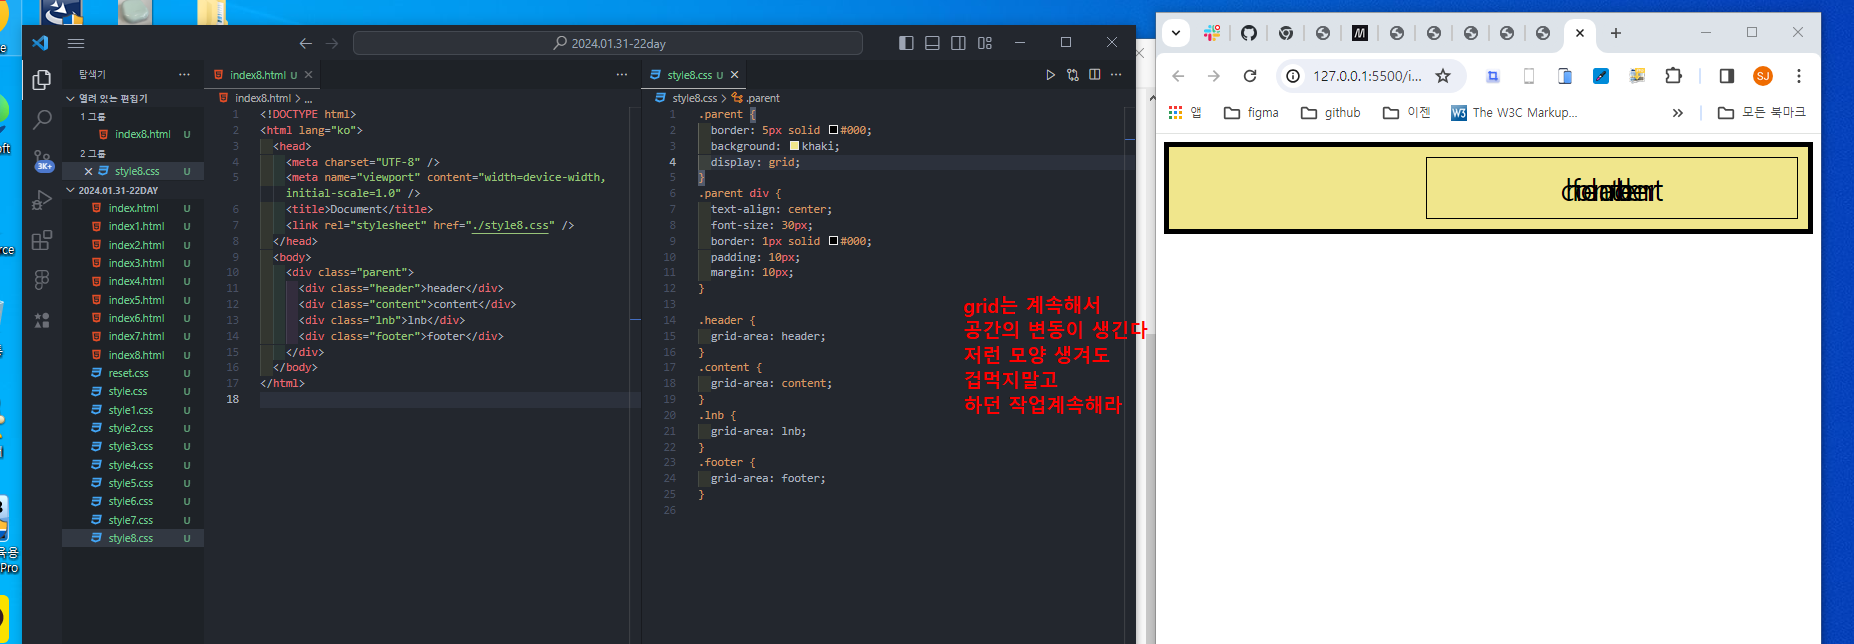 2024.01.31-22day
탐색기
index8.html U
style8.css U
열려 있는 편집기
index8.html > ...
style8.css > .parent
1 그룹
index8.html U
2 그룹
style8.css U
3K+
2024.01.31-22DAY
index.html U
index1.html U
index2.html U
index3.html U
index4.html U
index5.html U
index6.html U
index7.html U
index8.html U
reset.css U
style.css U
style1.css U
style2.css U
style3.css U
style4.css U
style5.css U
style6.css U
style7.css U
style8.css U
1 <!DOCTYPE html>
2 <html lang="ko">
3 <head>
4 <meta charset="UTF-8" />
5 <meta name="viewport" content="width=device-width,
initial-scale=1.0" />
6 <title>Document</title>
7 <link rel="stylesheet" href="./style8.css" />
8 </head>
9 <body>
10 <div class="parent">
11 <div class="header">header</div>
12 <div class="content">content</div>
13 <div class="lnb">lnb</div>
14 <div class="footer">footer</div>
15 </div>
16 </body>
17 </html>
18
1 .parent {
2 border: 5px solid #000;
3 background: khaki;
4 display: grid;
5 }
6 .parent div {
7 text-align: center;
8 font-size: 30px;
9 border: 1px solid #000;
10 padding: 10px;
11 margin: 10px;
12 }
13
14 .header {
15 grid-area: header;
16 }
17 .content {
18 grid-area: content;
19 }
20 .lnb {
21 grid-area: lnb;
22 }
23 .footer {
24 grid-area: footer;
25 }
26
grid는 계속해서
공간의 변동이 생긴다
저런 모양 생겨도
겁먹지말고
하던 작업계속해라
127.0.0.1:5500/i...
SJ
앱 figma github 이젠 W3 The W3C Markup... » 모든 북마크
Pro